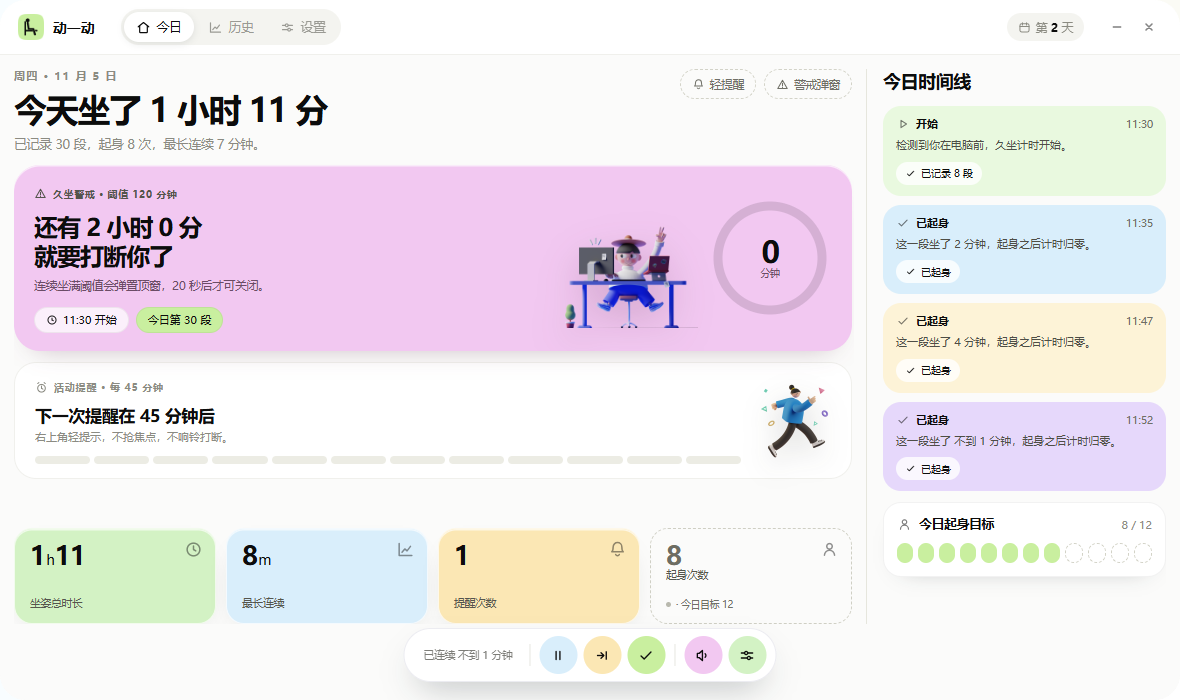 动一动
今日
历史
设置
第 2 天
周四 • 11 月 5 日
今天坐了 1 小时 11 分
已记录 30 段，起身 8 次，最长连续 7 分钟。
轻提醒
警戒弹窗
久坐警戒 • 阈值 120 分钟
还有 2 小时 0 分
就要打断你了
连续坐满阈值会弹置顶窗，20 秒后才可关闭。
11:30 开始
今日第 30 段
0
分钟
活动提醒 • 每 45 分钟
下一次提醒在 45 分钟后
右上角轻提示，不抢焦点，不响铃打断。
1h11
坐姿总时长
8m
最长连续
1
提醒次数
8
起身次数
· 今日目标 12
今日时间线
开始 11:30
检测到你在电脑前，久坐计时开始。
已记录 8 段
已起身 11:35
这一段坐了 2 分钟，起身之后计时归零。
已起身
已起身 11:47
这一段坐了 4 分钟，起身之后计时归零。
已起身
已起身 11:52
这一段坐了 不到 1 分钟，起身之后计时归零。
已起身
今日起身目标 8 / 12
已连续 不到 1 分钟